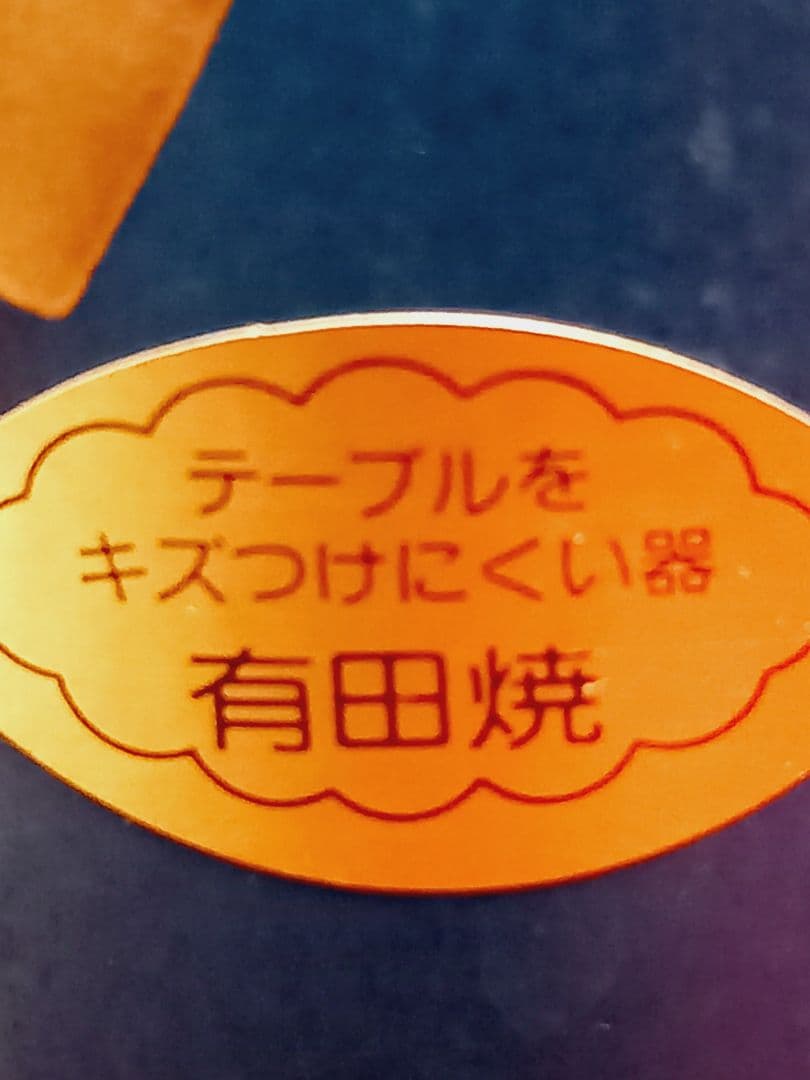 テーブルを
キズつけにくい器
有田焼